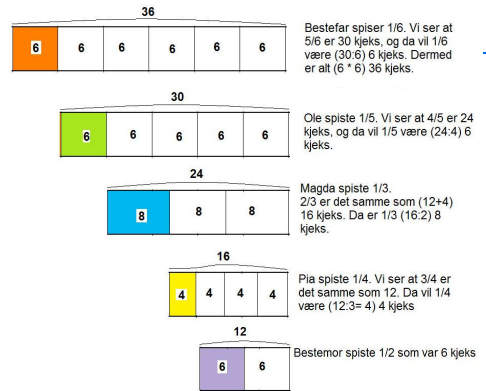 36
6 6 6 6 6 6
Bestefar spiser 1/6. Vi ser at
5/6 er 30 kjeks, og da vil 1/6
være (30:6) 6 kjeks. Dermed
er alt (6 * 6) 36 kjeks.
30
6 6 6 6 6
Ole spiste 1/5. Vi ser at 4/5 er 24
kjeks, og da vil 1/5 være (24:4) 6
kjeks.
24
8 8 8
Magda spiste 1/3.
2/3 er det samme som (12+4)
16 kjeks. Da er 1/3 (16:2) 8
kjeks.
16
4 4 4 4
Pia spiste 1/4. Vi ser at 3/4 er
det samme som 12. Da vil 1/4
være (12:3= 4) 4 kjeks
12
6 6
Bestemor spiste 1/2 som var 6 kjeks